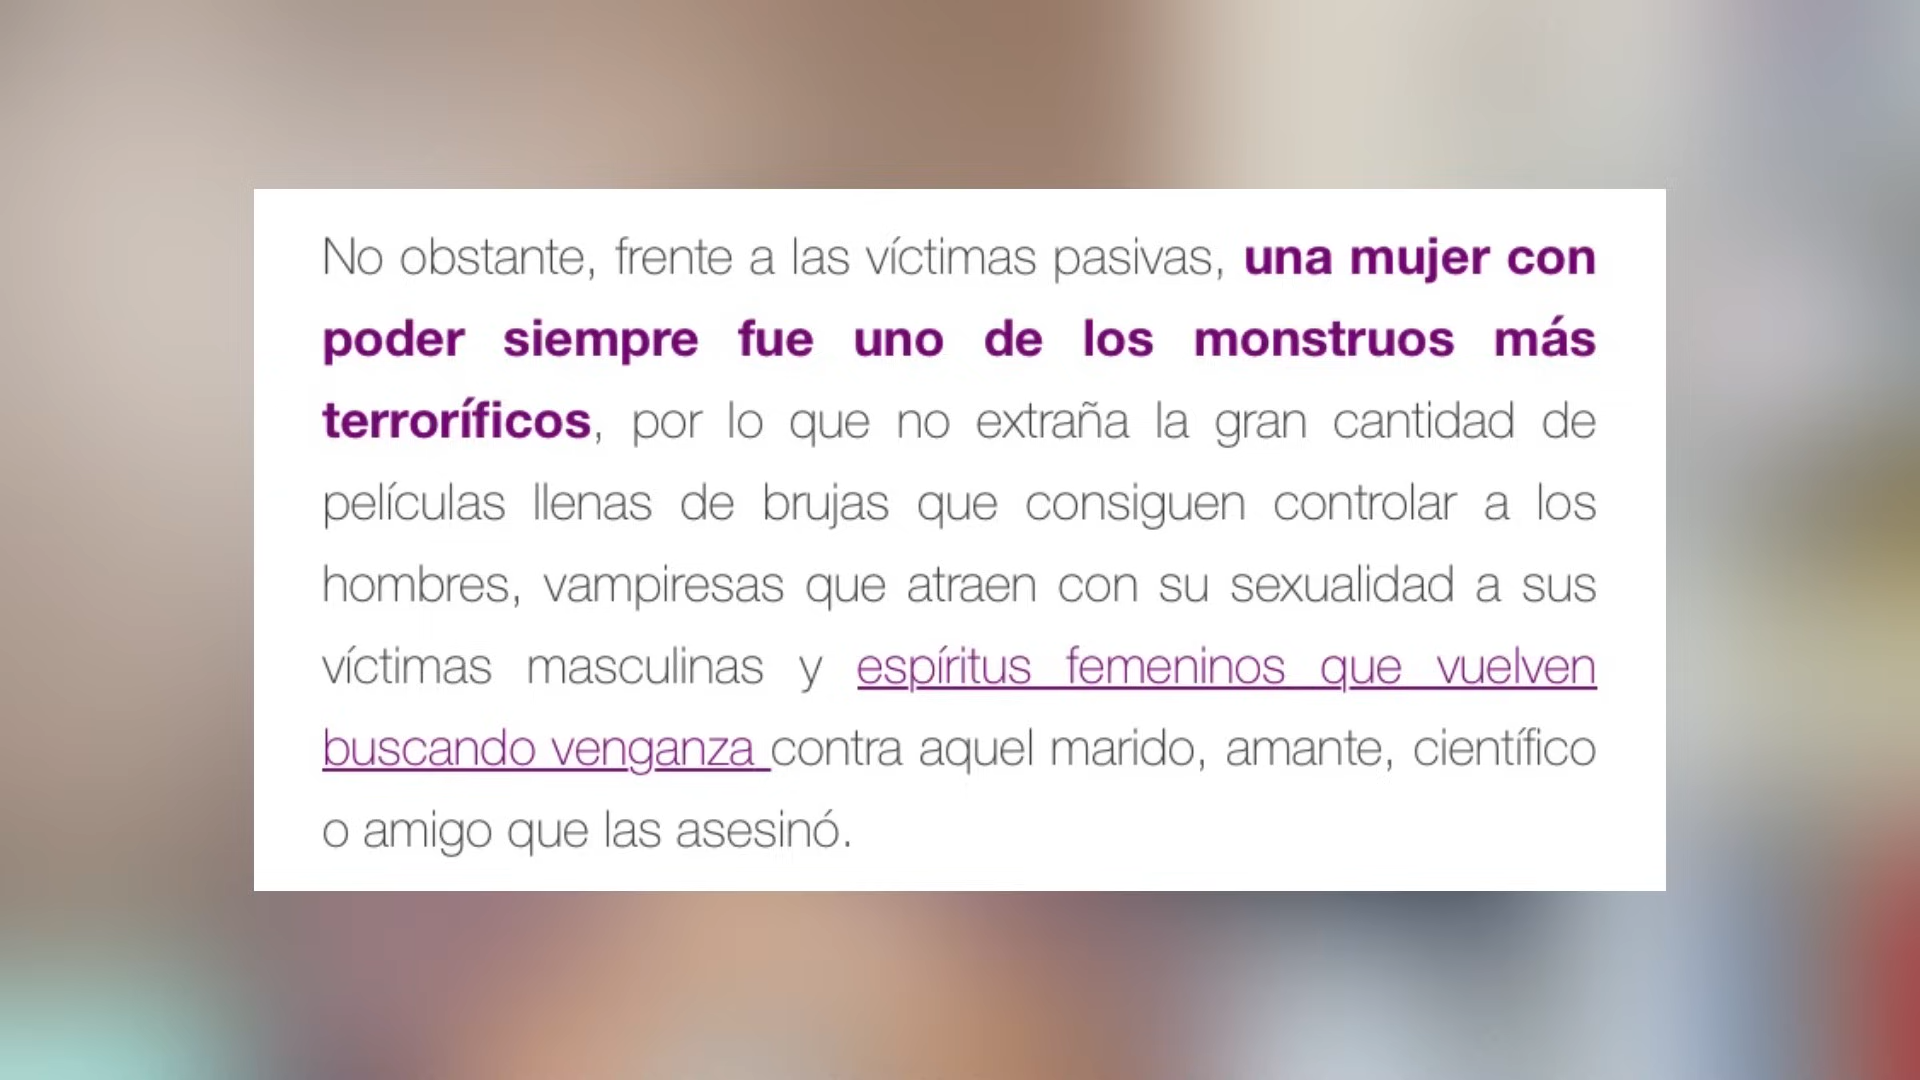 No obstante, frente a las víctimas pasivas, una mujer con
poder siempre fue uno de los monstruos más
terroríficos, por lo que no extraña la gran cantidad de
películas llenas de brujas que consiguen controlar a los
hombres, vampiresas que atraen con su sexualidad a sus
víctimas masculinas y espíritus femeninos que vuelven
buscando venganza contra aquel marido, amante, científico
o amigo que las asesinó.